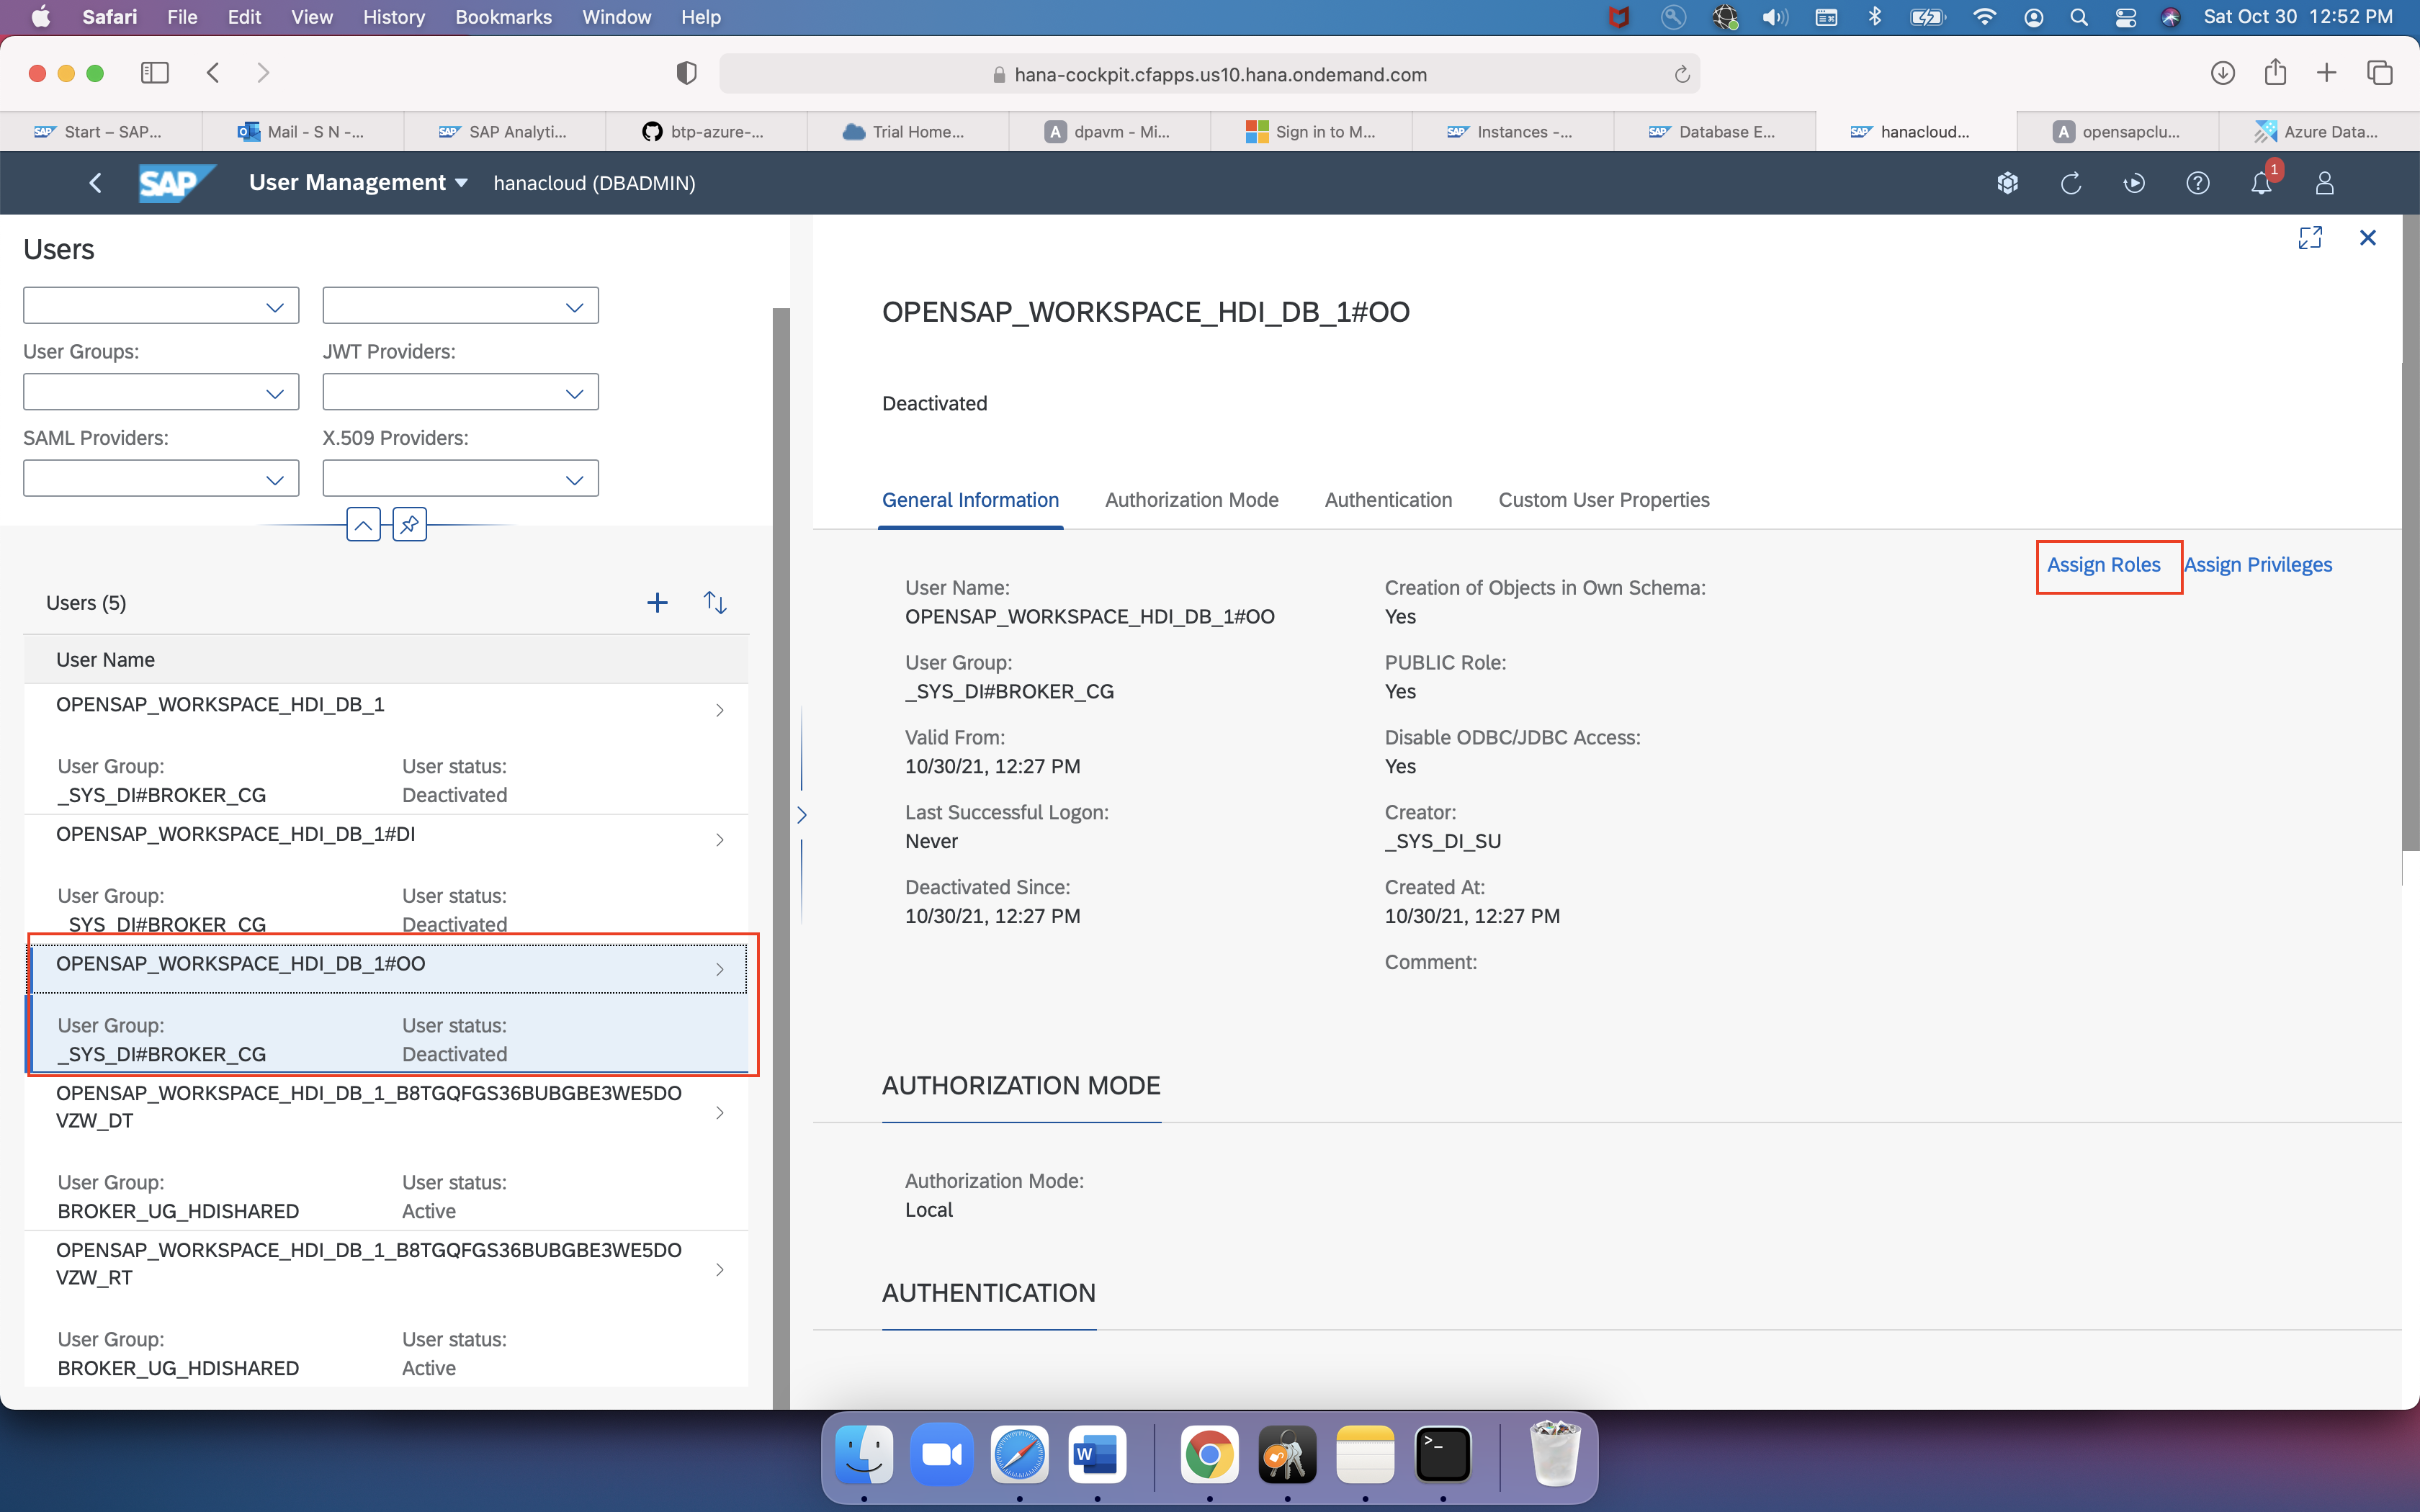 Safari File Edit View History Bookmarks Window Help Sat Oct 30 12:52 PM
hana-cockpit.cfapps.us10.hana.ondemand.com
SAP Start – SAP... Mail - S N -... SAP SAP Analyti... btp-azure-... Trial Home... A dpavm - Mi... Sign in to M... SAP Instances -... SAP Database E... SAP hanacloud... A opensapclu... Azure Data...
SAP User Management hanacloud (DBADMIN) 1
Users
User Groups: JWT Providers:
SAML Providers: X.509 Providers:
Users (5)
User Name
OPENSAP_WORKSPACE_HDI_DB_1
User Group: User status:
_SYS_DI#BROKER_CG Deactivated
OPENSAP_WORKSPACE_HDI_DB_1#DI
User Group: User status:
_SYS_DI#BROKER_CG Deactivated
OPENSAP_WORKSPACE_HDI_DB_1#OO
User Group: User status:
_SYS_DI#BROKER_CG Deactivated
OPENSAP_WORKSPACE_HDI_DB_1_B8TGQFGS36BUBGBE3WE5DO
VZW_DT
User Group: User status:
BROKER_UG_HDISHARED Active
OPENSAP_WORKSPACE_HDI_DB_1_B8TGQFGS36BUBGBE3WE5DO
VZW_RT
User Group: User status:
BROKER_UG_HDISHARED Active
OPENSAP_WORKSPACE_HDI_DB_1#OO
Deactivated
General Information Authorization Mode Authentication Custom User Properties
Assign Roles Assign Privileges
User Name: Creation of Objects in Own Schema:
OPENSAP_WORKSPACE_HDI_DB_1#OO Yes
User Group: PUBLIC Role:
_SYS_DI#BROKER_CG Yes
Valid From: Disable ODBC/JDBC Access:
10/30/21, 12:27 PM Yes
Last Successful Logon: Creator:
Never _SYS_DI_SU
Deactivated Since: Created At:
10/30/21, 12:27 PM 10/30/21, 12:27 PM
Comment:
AUTHORIZATION MODE
Authorization Mode:
Local
AUTHENTICATION
W >_